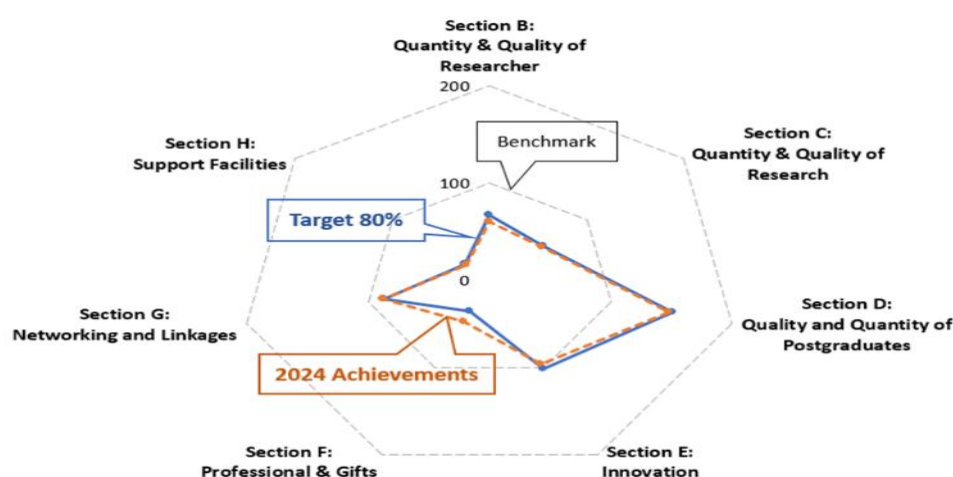 Section B:
Quantity & Quality of
Researcher
200
Section C:
Quantity & Quality of
Research
Section H:
Support Facilities
Benchmark
100
Target 80%
0
Section G:
Networking and Linkages
Section D:
Quality and Quantity of
Postgraduates
2024 Achievements
Section F:
Professional & Gifts
Section E:
Innovation